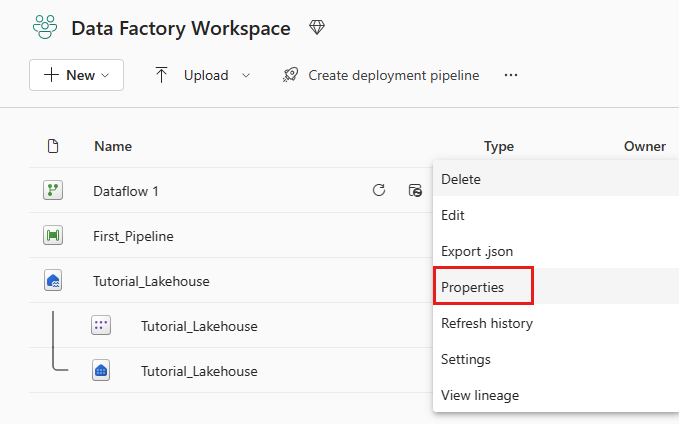 Data Factory Workspace
New
Upload
Create deployment pipeline
Name
Type
Owner
Dataflow 1
First_Pipeline
Tutorial_Lakehouse
Tutorial_Lakehouse
Tutorial_Lakehouse
Delete
Edit
Export .json
Properties
Refresh history
Settings
View lineage